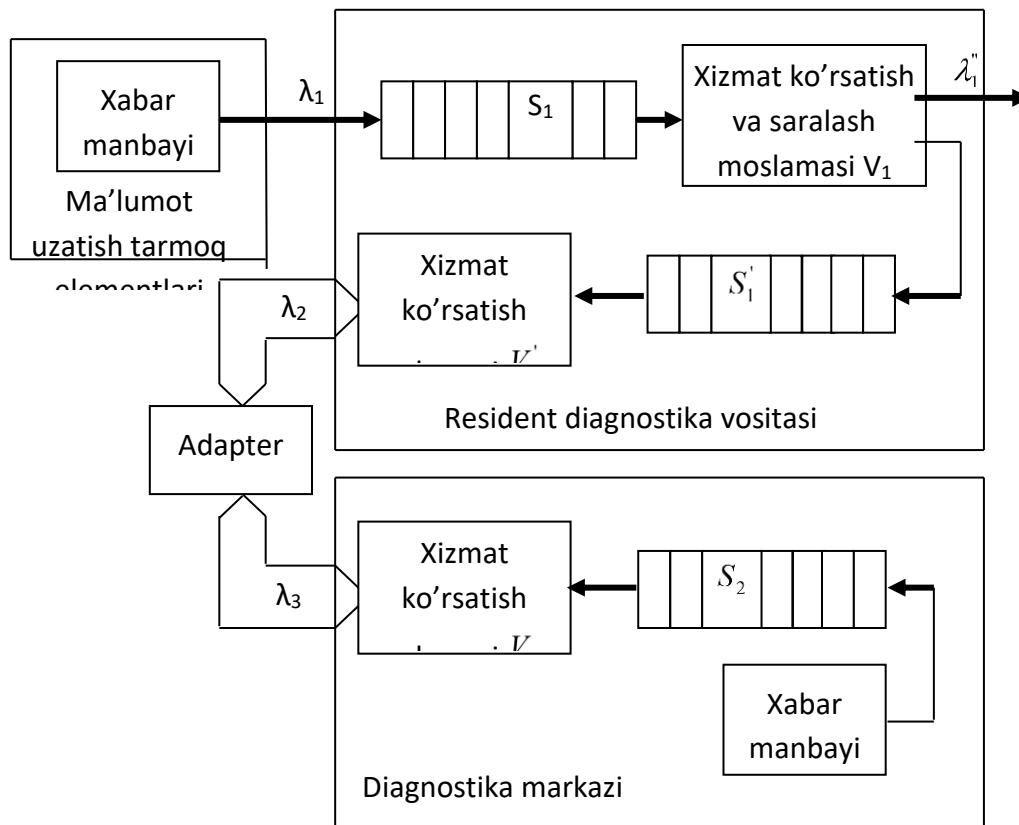 Xabar
manbayi
Ma’lumot
uzatish tarmoq
elementlari
λ₁
S₁
Xizmat ko’rsatish
va saralash
moslamasi V₁
λ₁"
Xizmat
ko’rsatish
V'
S₁'
λ₂
Resident diagnostika vositasi
Adapter
λ₃
Xizmat
ko’rsatish
V
S₂
Xabar
manbayi
Diagnostika markazi